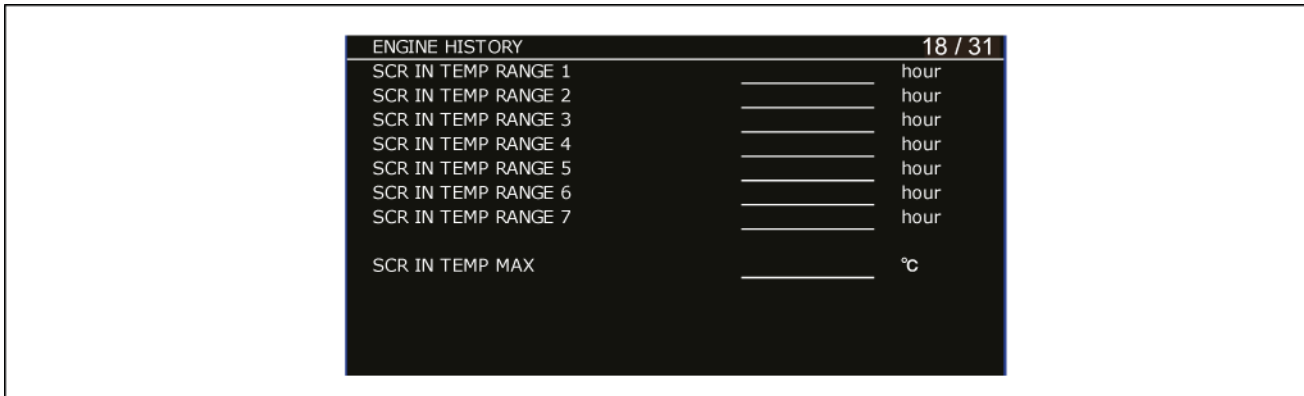 ENGINE HISTORY 18 / 31
SCR IN TEMP RANGE 1 hour
SCR IN TEMP RANGE 2 hour
SCR IN TEMP RANGE 3 hour
SCR IN TEMP RANGE 4 hour
SCR IN TEMP RANGE 5 hour
SCR IN TEMP RANGE 6 hour
SCR IN TEMP RANGE 7 hour
SCR IN TEMP MAX ℃